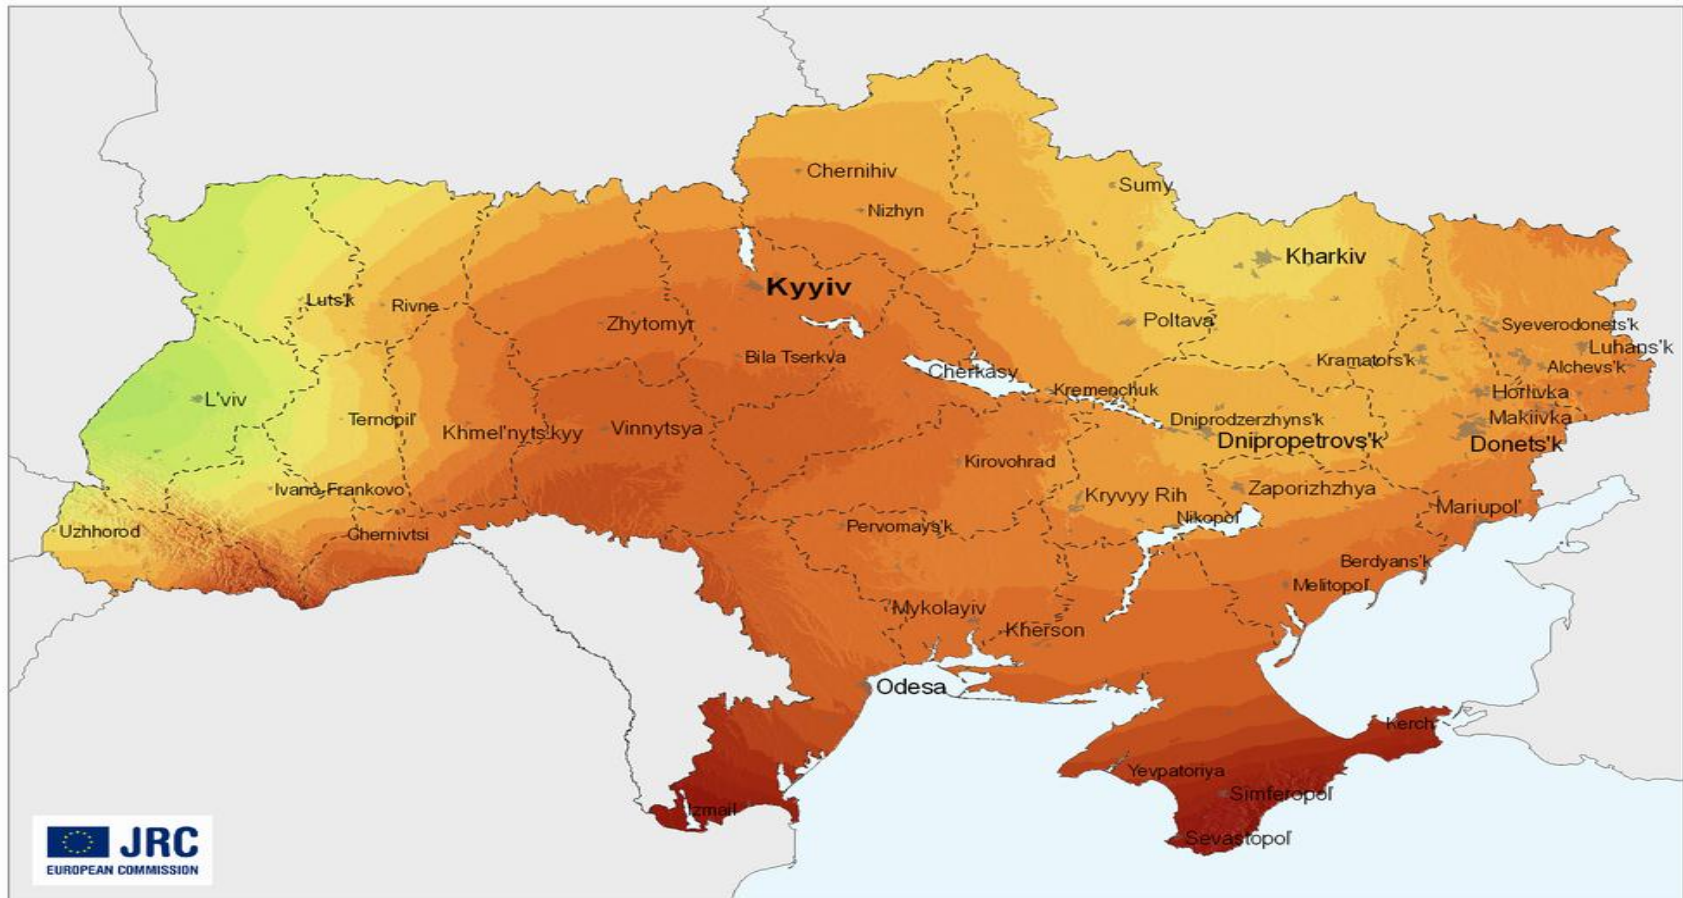 Chernihiv
Sumy
Nizhyn
Kharkiv
Kyyiv
Luts'k
Rivne
Zhytomyr
Poltava
Syeverodonets'k
Luhans'k
Bila Tserkva
Kramators'k
Alchevs'k
Cherkasy
Kremenchuk
Horlivka
L'viv
Ternopil'
Khmel'nyts'kyy
Vinnytsya
Dniprodzerzhyns'k
Makiivka
Dnipropetrovs'k
Donets'k
Kirovohrad
Ivano-Frankovo
Kryvyy Rih
Zaporizhzhya
Mariupol'
Uzhhorod
Chernivtsi
Pervomays'k
Nikopol'
Berdyans'k
Melitopol'
Mykolayiv
Kherson
Odesa
Kerch
Yevpatoriya
Simferopol'
Izmail
Sevastopol'
JRC
EUROPEAN COMMISSION